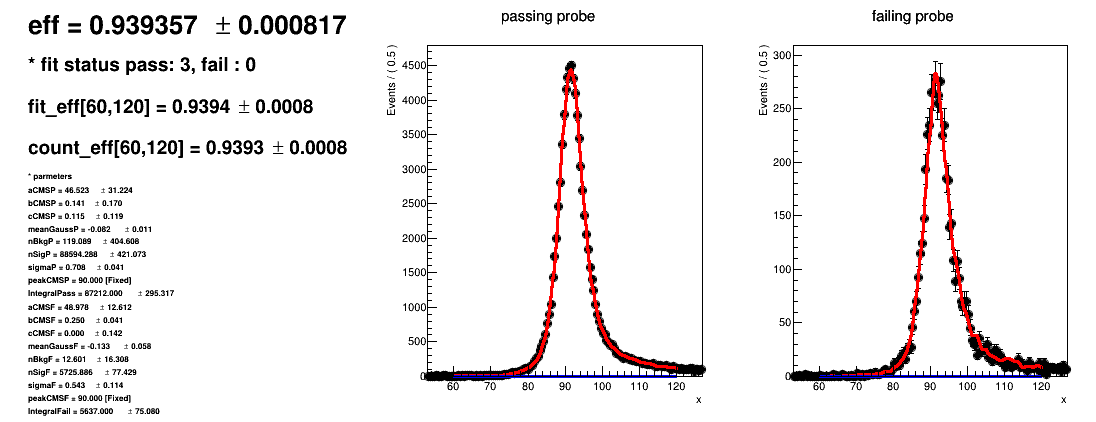 eff = 0.939357 ± 0.000817
* fit status pass: 3, fail : 0
fit_eff[60,120] = 0.9394 ± 0.0008
count_eff[60,120] = 0.9393 ± 0.0008
* parmeters
aCMSP = 46.523 ± 31.224
bCMSP = 0.141 ± 0.170
cCMSP = 0.115 ± 0.119
meanGaussP = -0.082 ± 0.011
nBkgP = 119.089 ± 404.608
nSigP = 88594.288 ± 421.073
sigmaP = 0.708 ± 0.041
peakCMSP = 90.000 [Fixed]
IntegralPass = 87212.000 ± 295.317
aCMSF = 48.978 ± 12.612
bCMSF = 0.250 ± 0.041
cCMSF = 0.000 ± 0.142
meanGaussF = -0.133 ± 0.058
nBkgF = 12.601 ± 16.308
nSigF = 5725.886 ± 77.429
sigmaF = 0.543 ± 0.114
peakCMSF = 90.000 [Fixed]
IntegralFail = 5637.000 ± 75.080
passing probe
Events / ( 0.5 )
4500
4000
3500
3000
2500
2000
1500
1000
500
0
60 70 80 90 100 110 120
x
failing probe
Events / ( 0.5 )
300
250
200
150
100
50
0
60 70 80 90 100 110 120
x